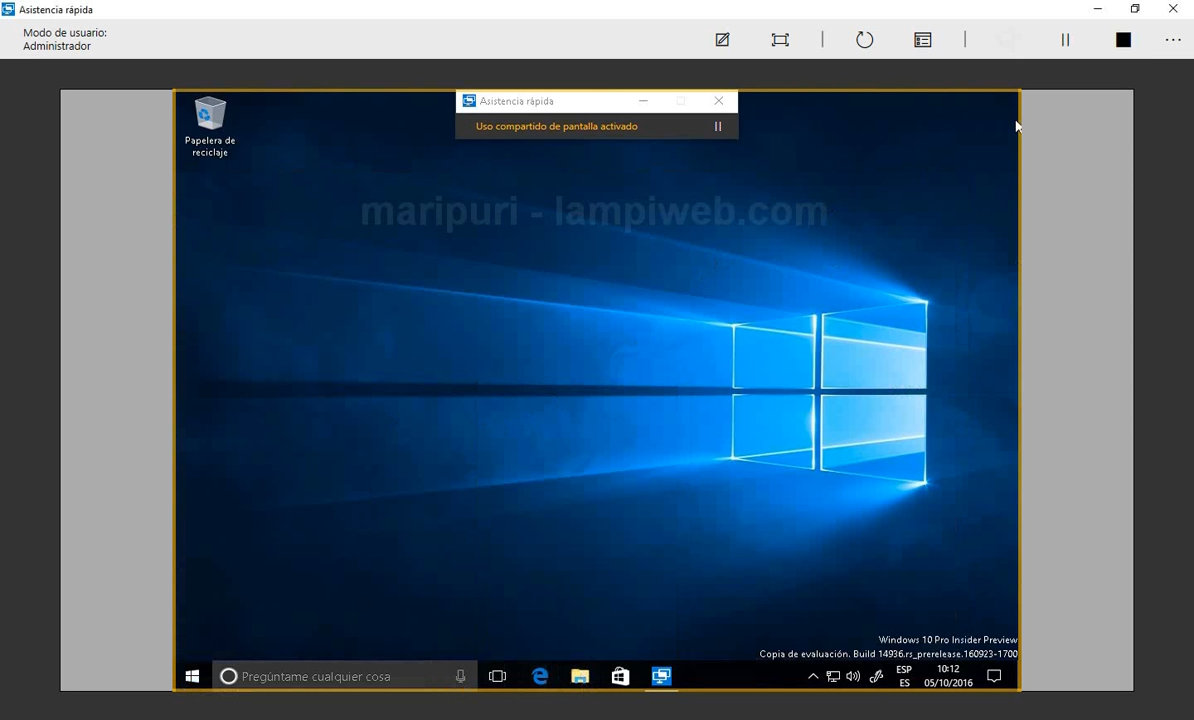 Asistencia rápida
Modo de usuario:
Administrador
Asistencia rápida
Uso compartido de pantalla activado
Papelera de
reciclaje
maripuri - lampiweb.com
Windows 10 Pro Insider Preview
Copia de evaluación. Build 14936.rs_prerelease.160923-1700
Pregúntame cualquier cosa
ESP
ES
10:12
05/10/2016